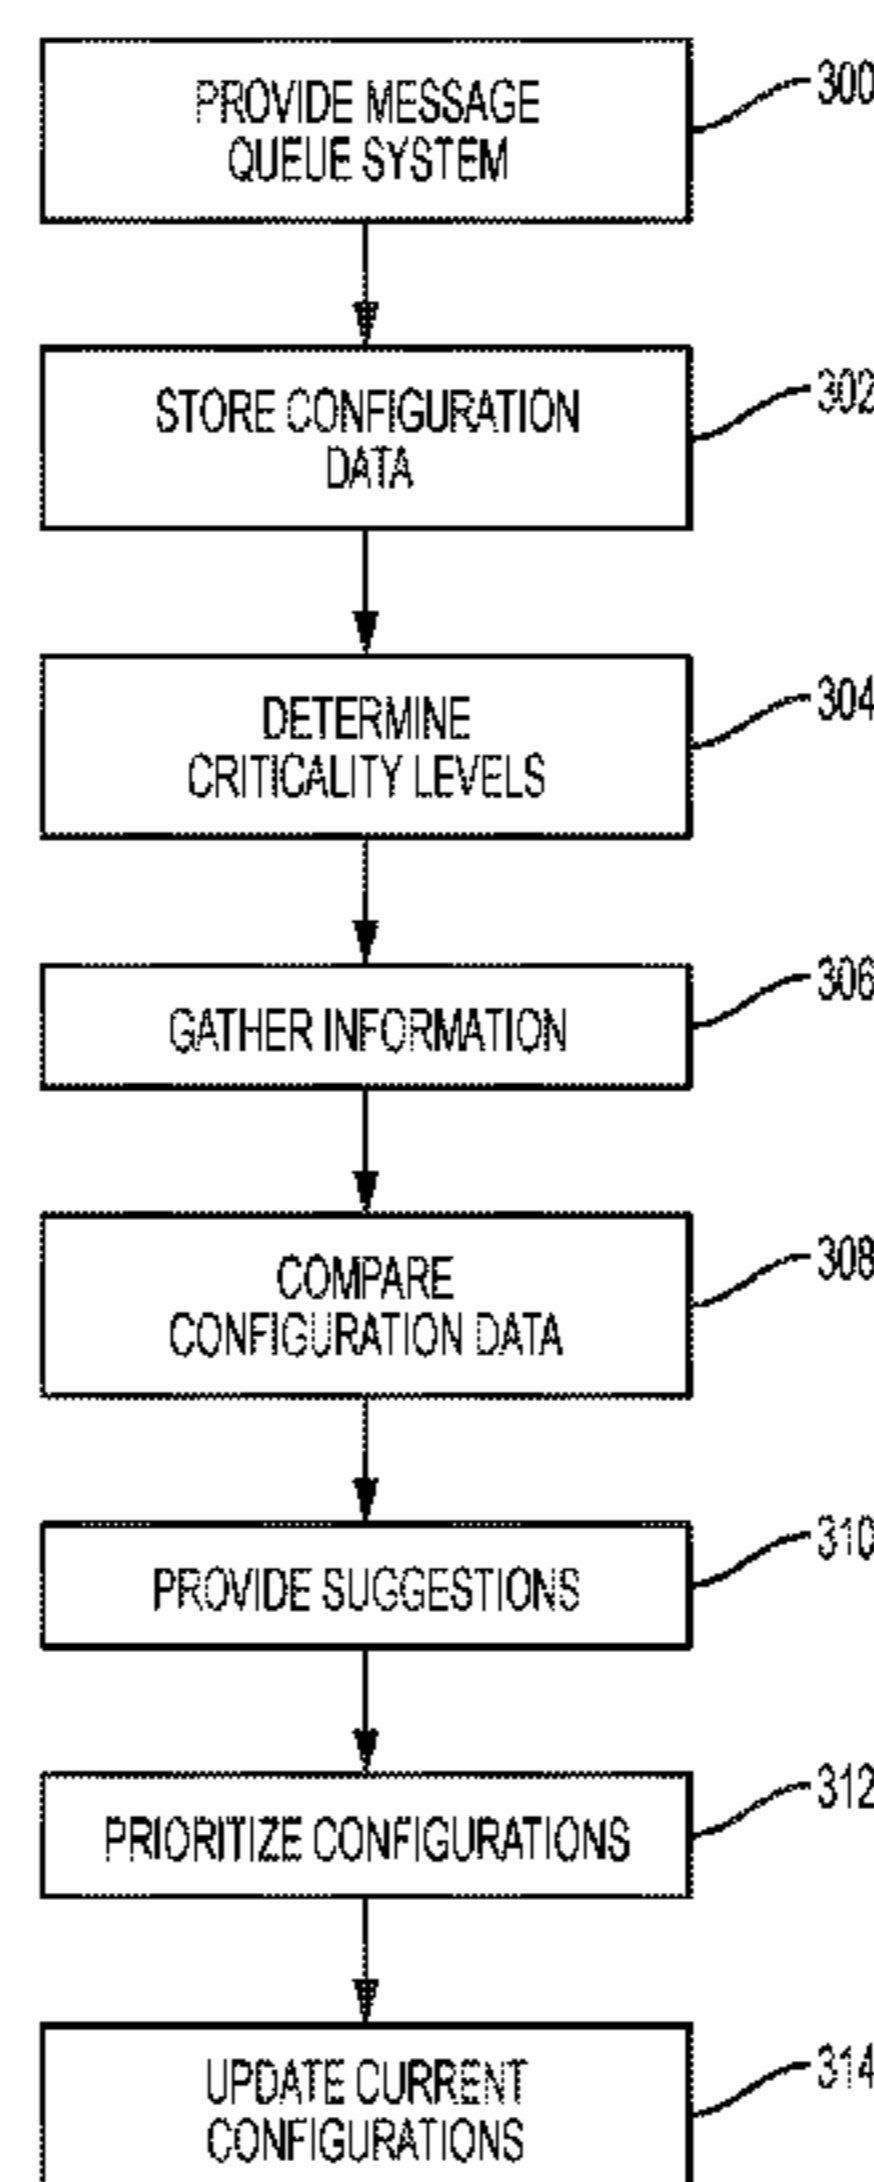 PROVIDE MESSAGE
QUEUE SYSTEM
300
STORE CONFIGURATION
DATA
302
DETERMINE
CRITICALITY LEVELS
304
GATHER INFORMATION
306
COMPARE
CONFIGURATION DATA
308
PROVIDE SUGGESTIONS
310
PRIORITIZE CONFIGURATIONS
312
UPDATE CURRENT
CONFIGURATIONS
314